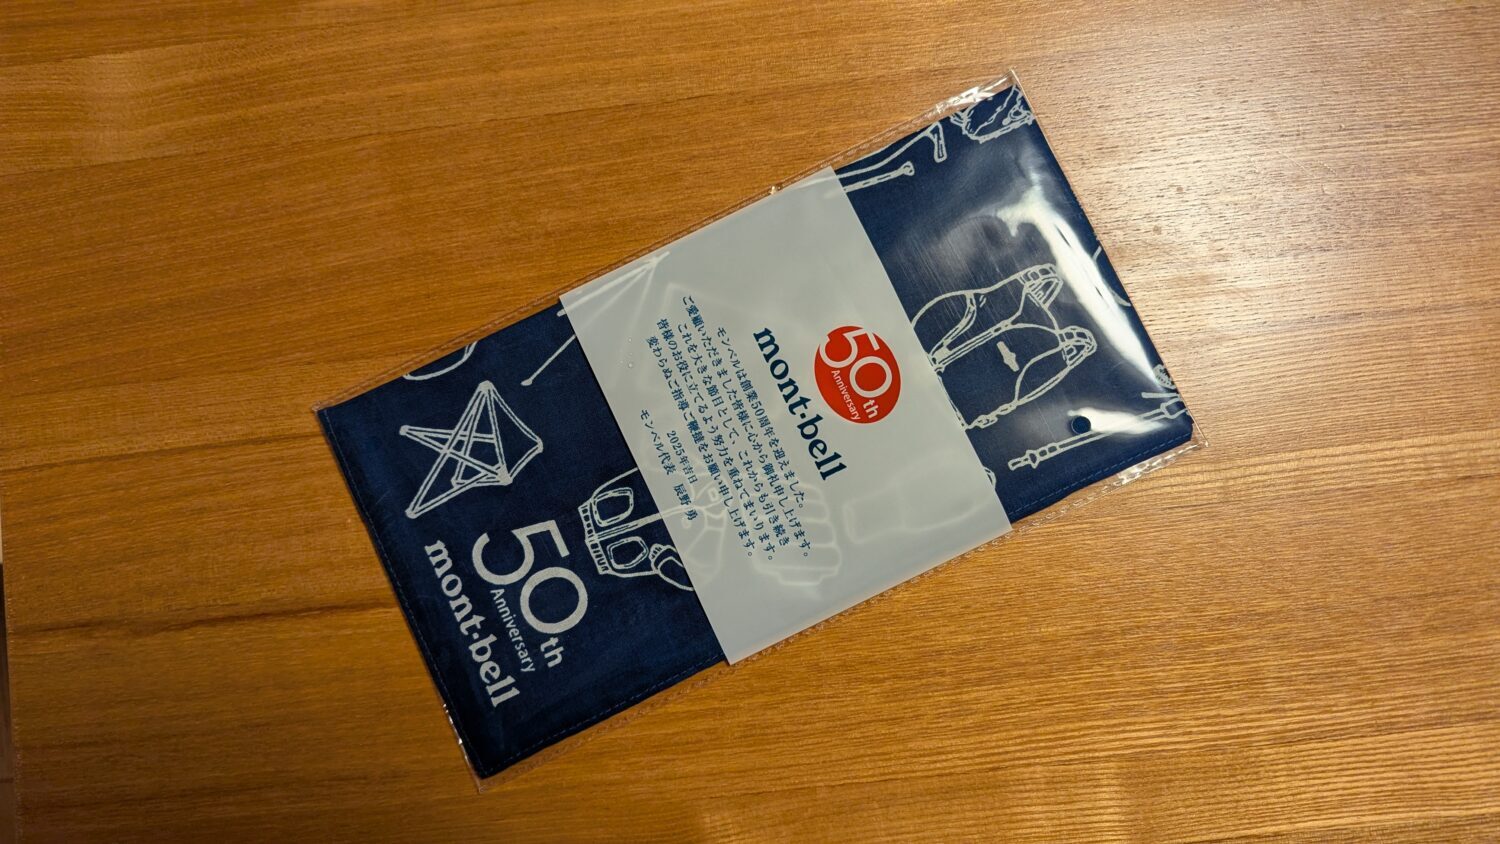 50th
Anniversary
mont·bell
モンベルは創業50周年を迎えました。
ご愛顧いただきました皆様に心から御礼申し上げます。
これを大きな節目として、これからも引き続き
皆様のお役に立てるよう努力を重ねてまいります。
変わらぬご指導ご鞭撻をお願い申し上げます。
2025年吉日
モンベル代表 辰野 勇
50th
Anniversary
mont·bell